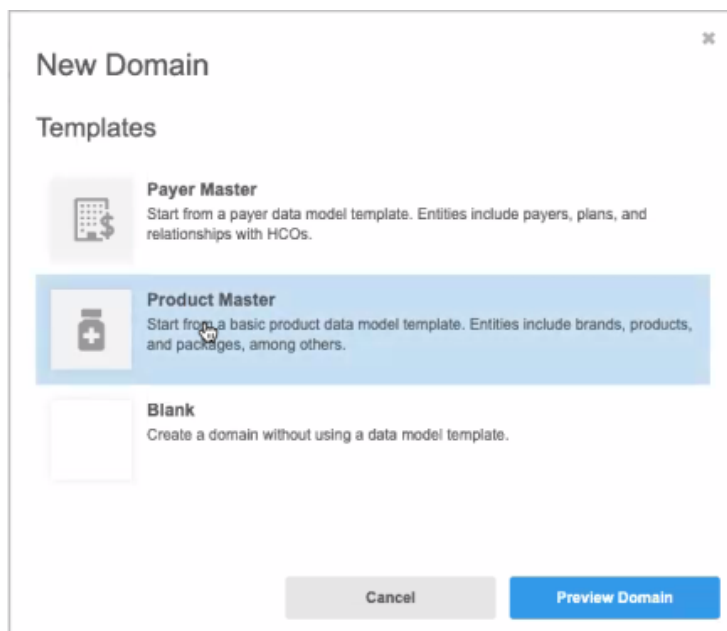 New Domain
Templates
Payer Master
Start from a payer data model template. Entities include payers, plans, and
relationships with HCOs.
Product Master
Start from a basic product data model template. Entities include brands, products,
and packages, among others.
Blank
Create a domain without using a data model template.
Cancel
Preview Domain